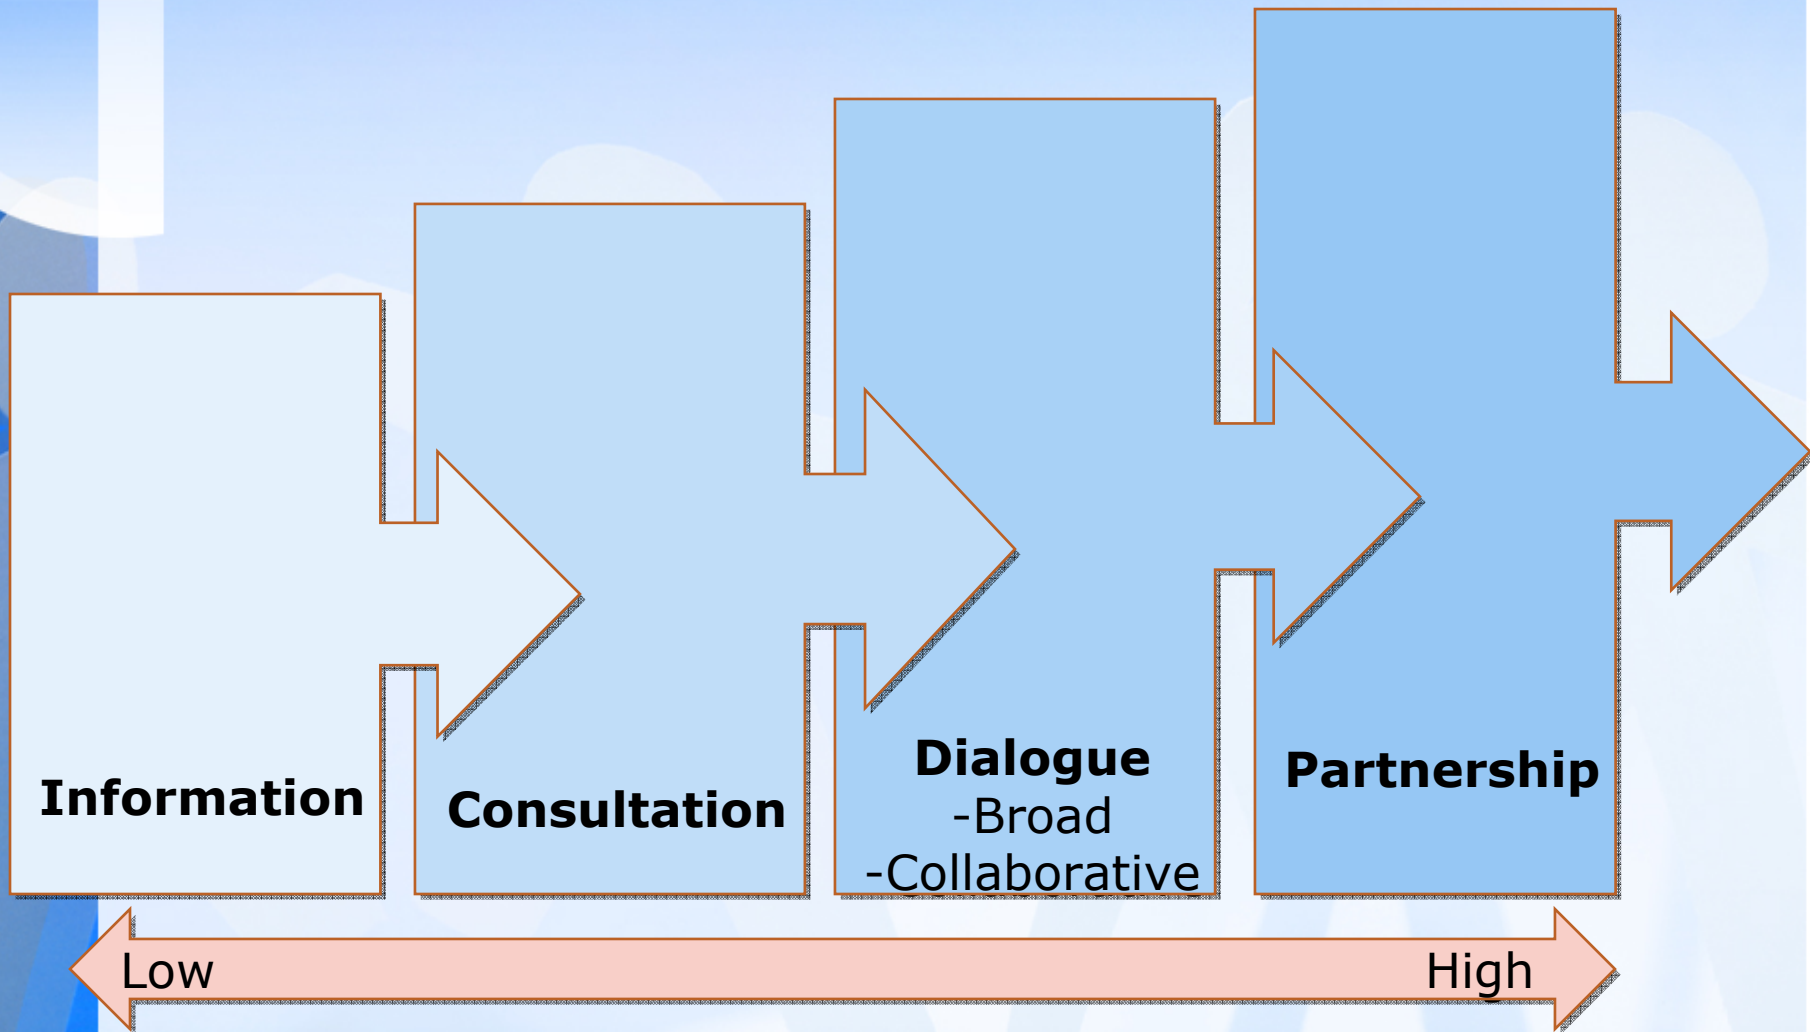 Information
Consultation
Dialogue
-Broad
-Collaborative
Partnership
Low
High